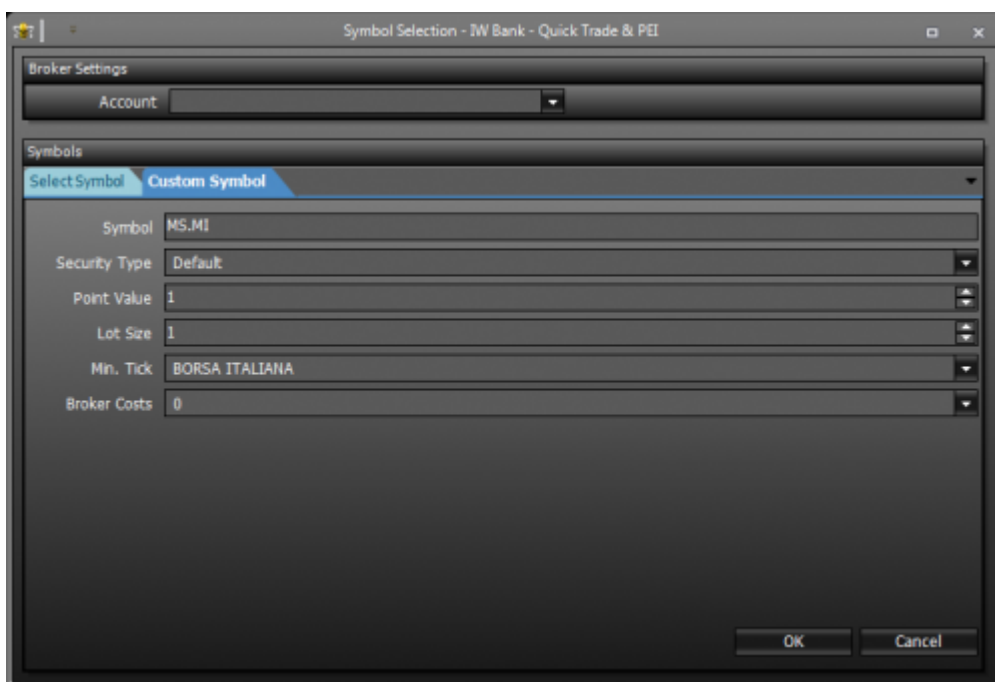 Symbol Selection - IW Bank - Quick Trade & PEI
Broker Settings
Account
Symbols
Select Symbol Custom Symbol
Symbol MS.MI
Security Type Default
Point Value 1
Lot Size 1
Min. Tick BORSA ITALIANA
Broker Costs 0
OK Cancel